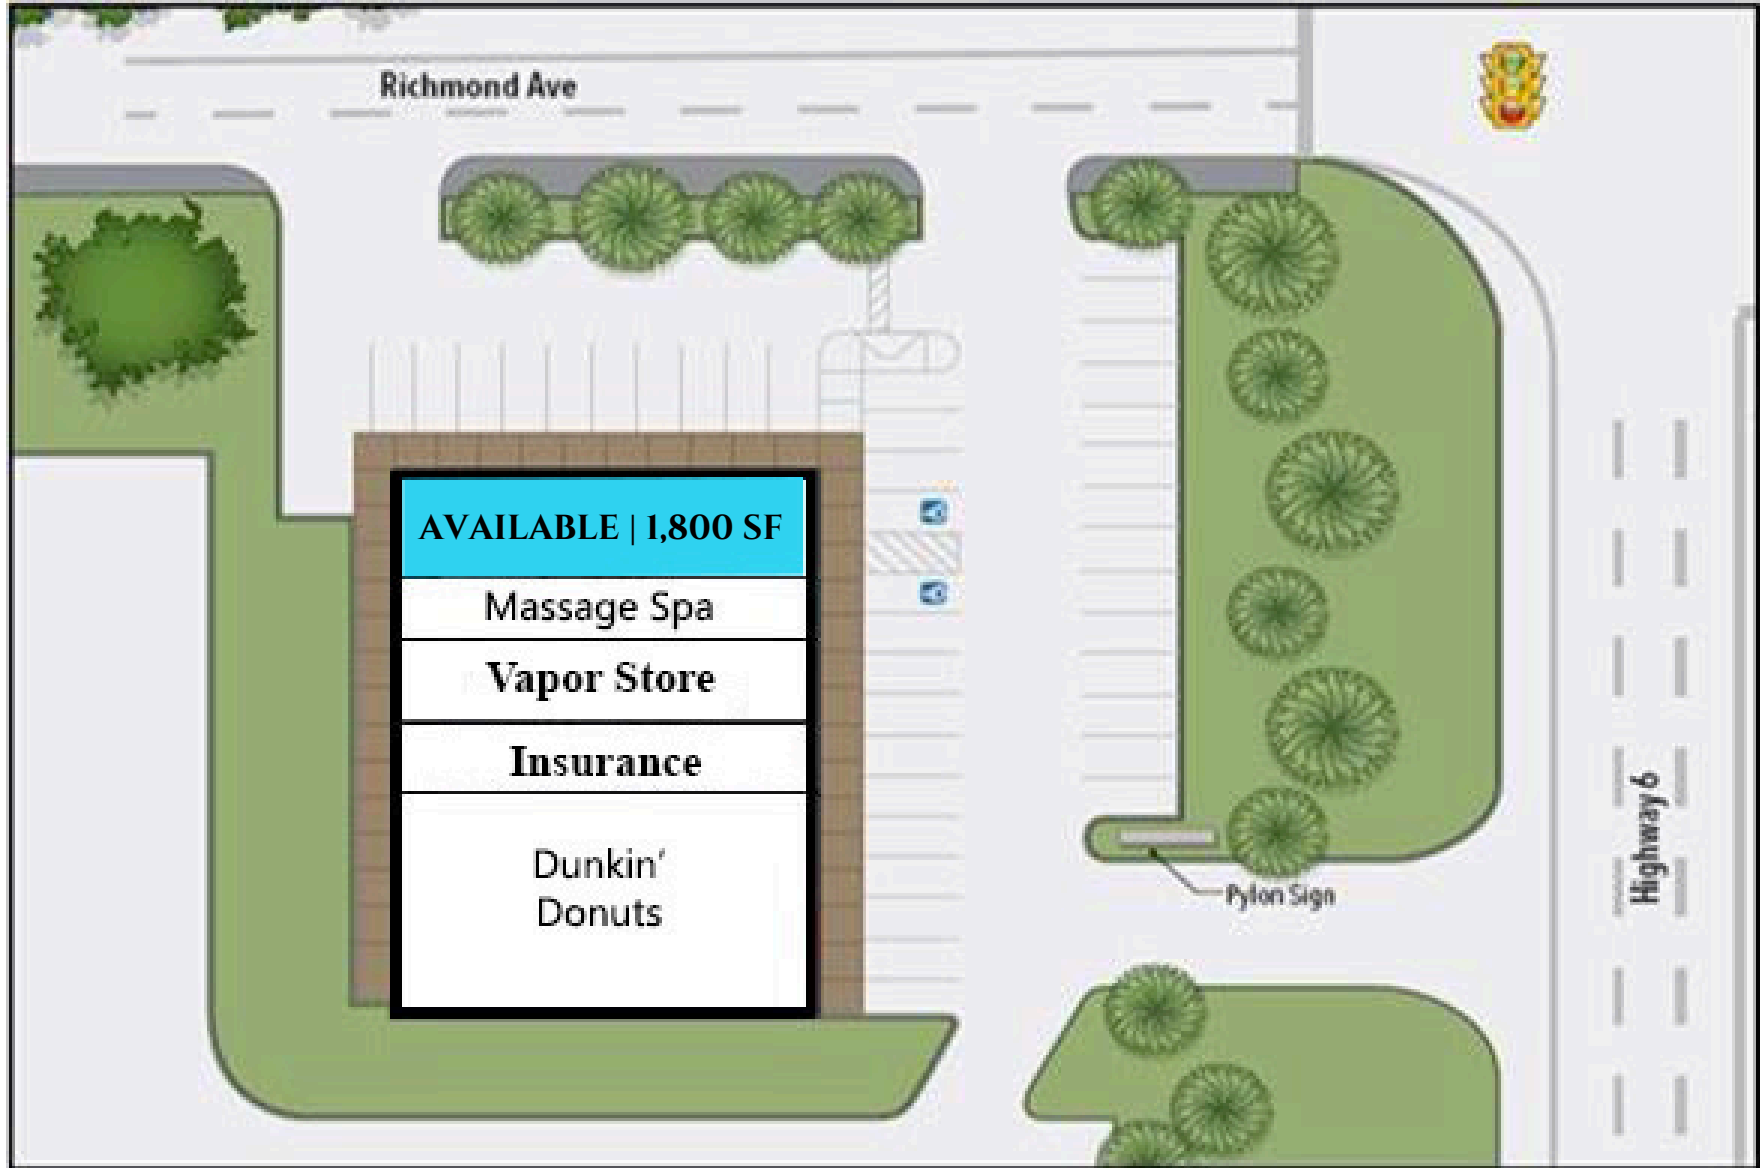 Richmond Ave
AVAILABLE | 1,800 SF
Massage Spa
Vapor Store
Insurance
Dunkin'
Donuts
Pylon Sign
Highway 6